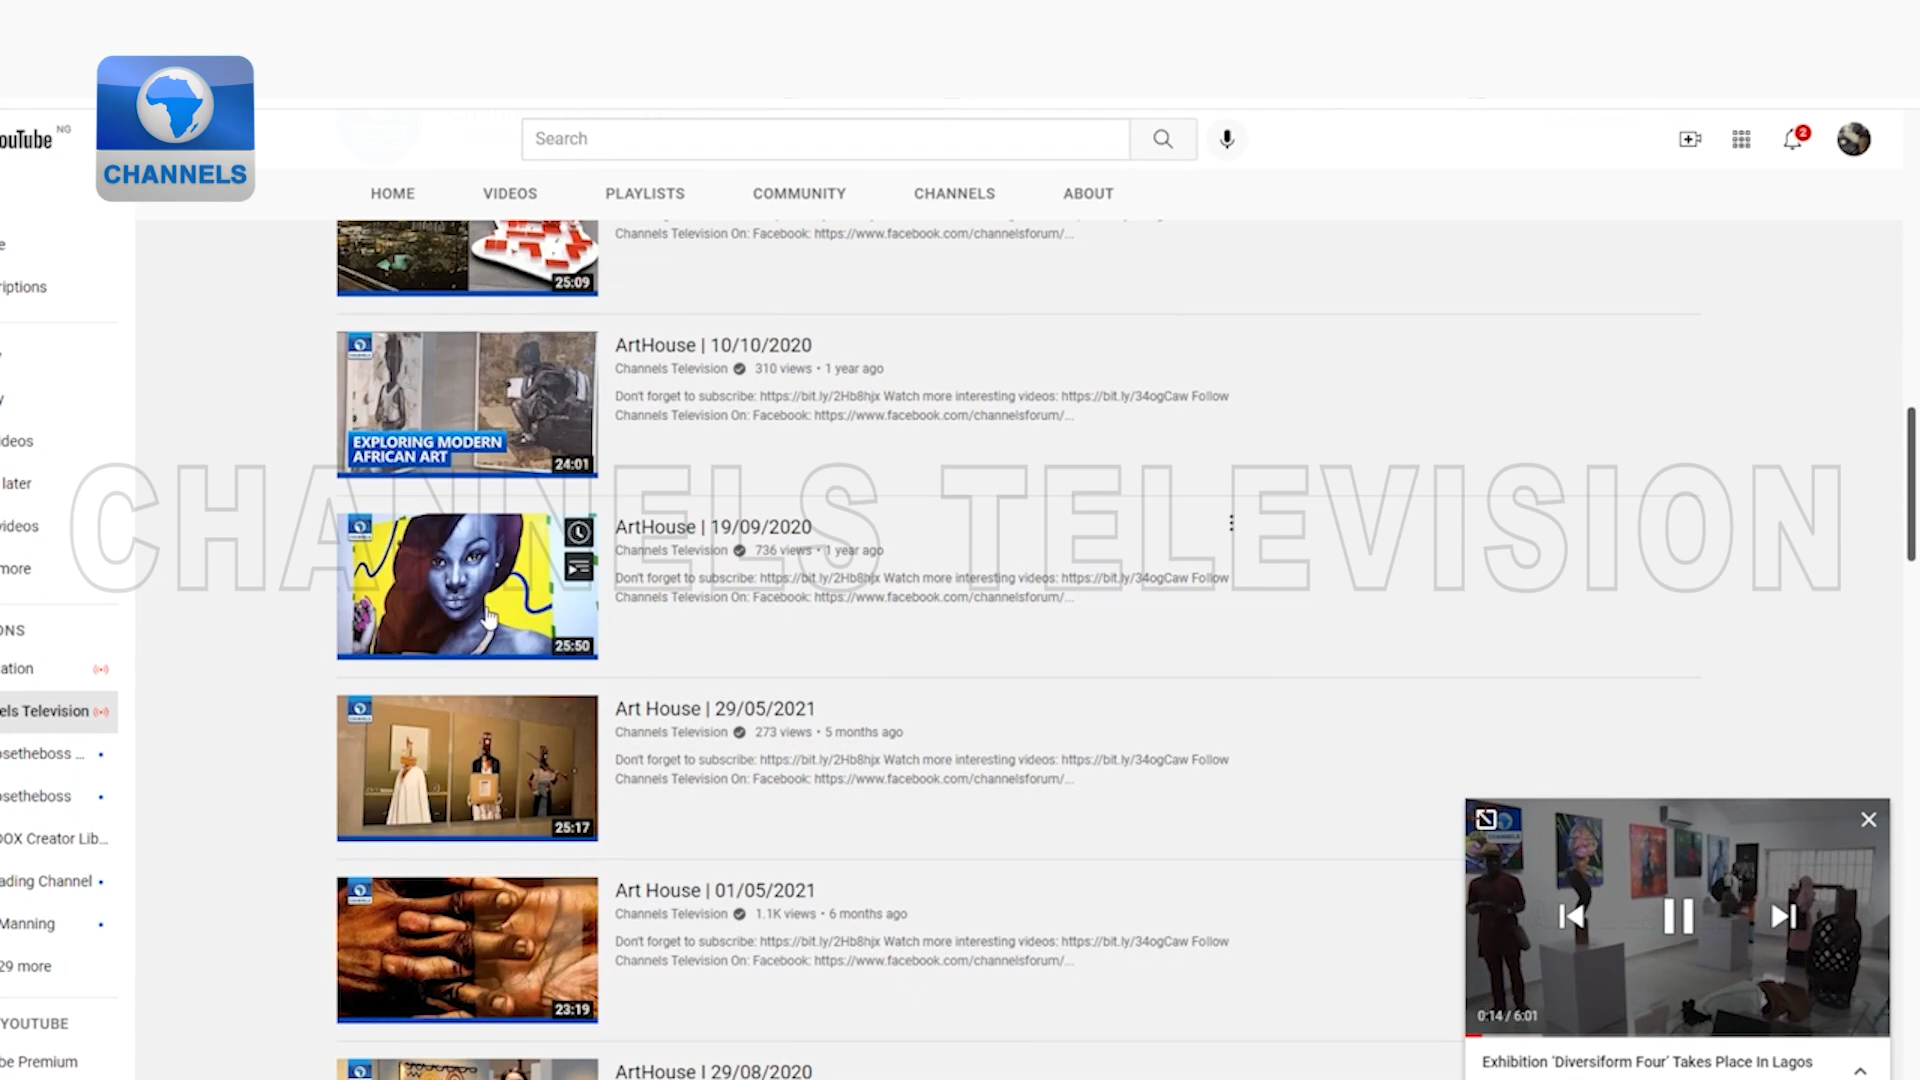 ouTube NG
CHANNELS
Search
2
HOME VIDEOS PLAYLISTS COMMUNITY CHANNELS ABOUT
e
riptions
y
y
ideos
later
videos
more
ONS
ation
els Television
osetheboss ...
osetheboss
DOX Creator Lib...
ading Channel
Manning
29 more
YOUTUBE
be Premium
Channels Television On: Facebook: https://www.facebook.com/channelsforum/...
25:09
EXPLORING MODERN
AFRICAN ART
24:01
ArtHouse | 10/10/2020
Channels Television 310 views • 1 year ago
Don't forget to subscribe: https://bit.ly/2Hb8hjx Watch more interesting videos: https://bit.ly/34ogCaw Follow
Channels Television On: Facebook: https://www.facebook.com/channelsforum/...
CHANNELS TELEVISION
25:50
ArtHouse | 19/09/2020
Channels Television 736 views • 1 year ago
Don't forget to subscribe: https://bit.ly/2Hb8hjx Watch more interesting videos: https://bit.ly/34ogCaw Follow
Channels Television On: Facebook: https://www.facebook.com/channelsforum/...
25:17
Art House | 29/05/2021
Channels Television 273 views • 5 months ago
Don't forget to subscribe: https://bit.ly/2Hb8hjx Watch more interesting videos: https://bit.ly/34ogCaw Follow
Channels Television On: Facebook: https://www.facebook.com/channelsforum/...
23:19
Art House | 01/05/2021
Channels Television 1.1K views • 6 months ago
Don't forget to subscribe: https://bit.ly/2Hb8hjx Watch more interesting videos: https://bit.ly/34ogCaw Follow
Channels Television On: Facebook: https://www.facebook.com/channelsforum/...
ArtHouse I 29/08/2020
0:14 / 6:01
Exhibition 'Diversiform Four' Takes Place In Lagos